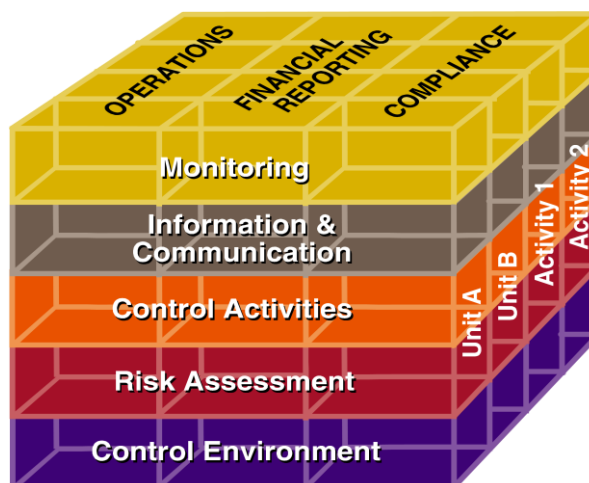 OPERATIONS
FINANCIAL
REPORTING
COMPLIANCE
Monitoring
Information &
Communication
Control Activities
Risk Assessment
Control Environment
Unit A
Unit B
Activity 1
Activity 2